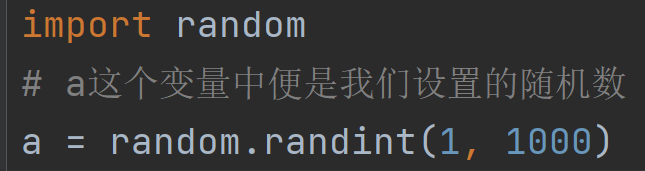 import random
# a这个变量中便是我们设置的随机数
a = random.randint(1, 1000)